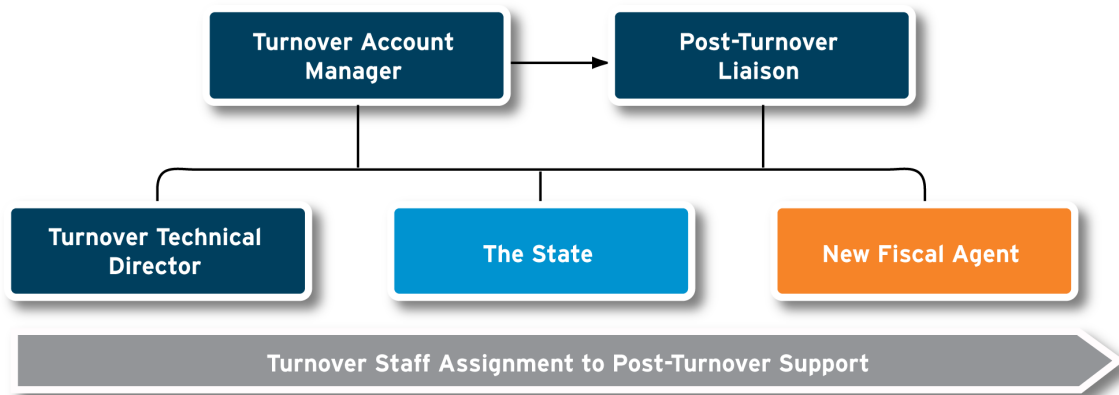 Turnover Account
Manager
Post-Turnover
Liaison
Turnover Technical
Director
The State
New Fiscal Agent
Turnover Staff Assignment to Post-Turnover Support